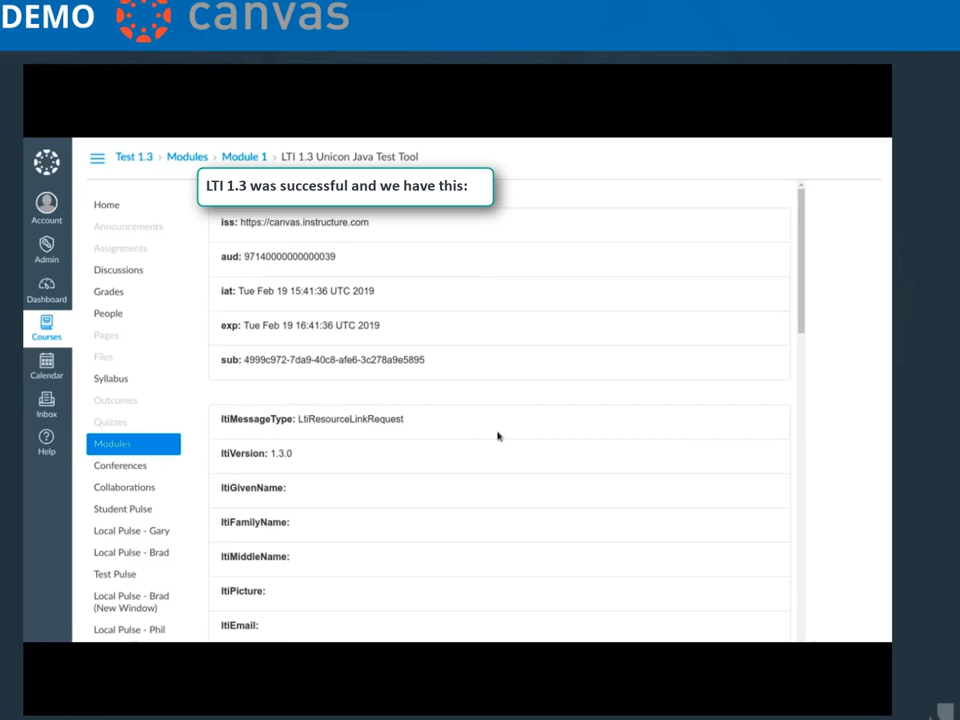 DEMO canvas
Test 1.3 > Modules > Module 1 > LTI 1.3 Unicon Java Test Tool
LTI 1.3 was successful and we have this:
Account
Admin
Dashboard
Courses
Calendar
Inbox
Help
Home
Announcements
Assignments
Discussions
Grades
People
Pages
Files
Syllabus
Outcomes
Quizzes
Modules
Conferences
Collaborations
Student Pulse
Local Pulse - Gary
Local Pulse - Brad
Test Pulse
Local Pulse - Brad
(New Window)
Local Pulse - Phil
iss: https://canvas.instructure.com
aud: 97140000000000039
iat: Tue Feb 19 15:41:36 UTC 2019
exp: Tue Feb 19 16:41:36 UTC 2019
sub: 4999c972-7da9-40c8-afe6-3c278a9e5895
ltiMessageType: LtiResourceLinkRequest
ltiVersion: 1.3.0
ltiGivenName:
ltiFamilyName:
ltiMiddleName:
ltiPicture:
ltiEmail: